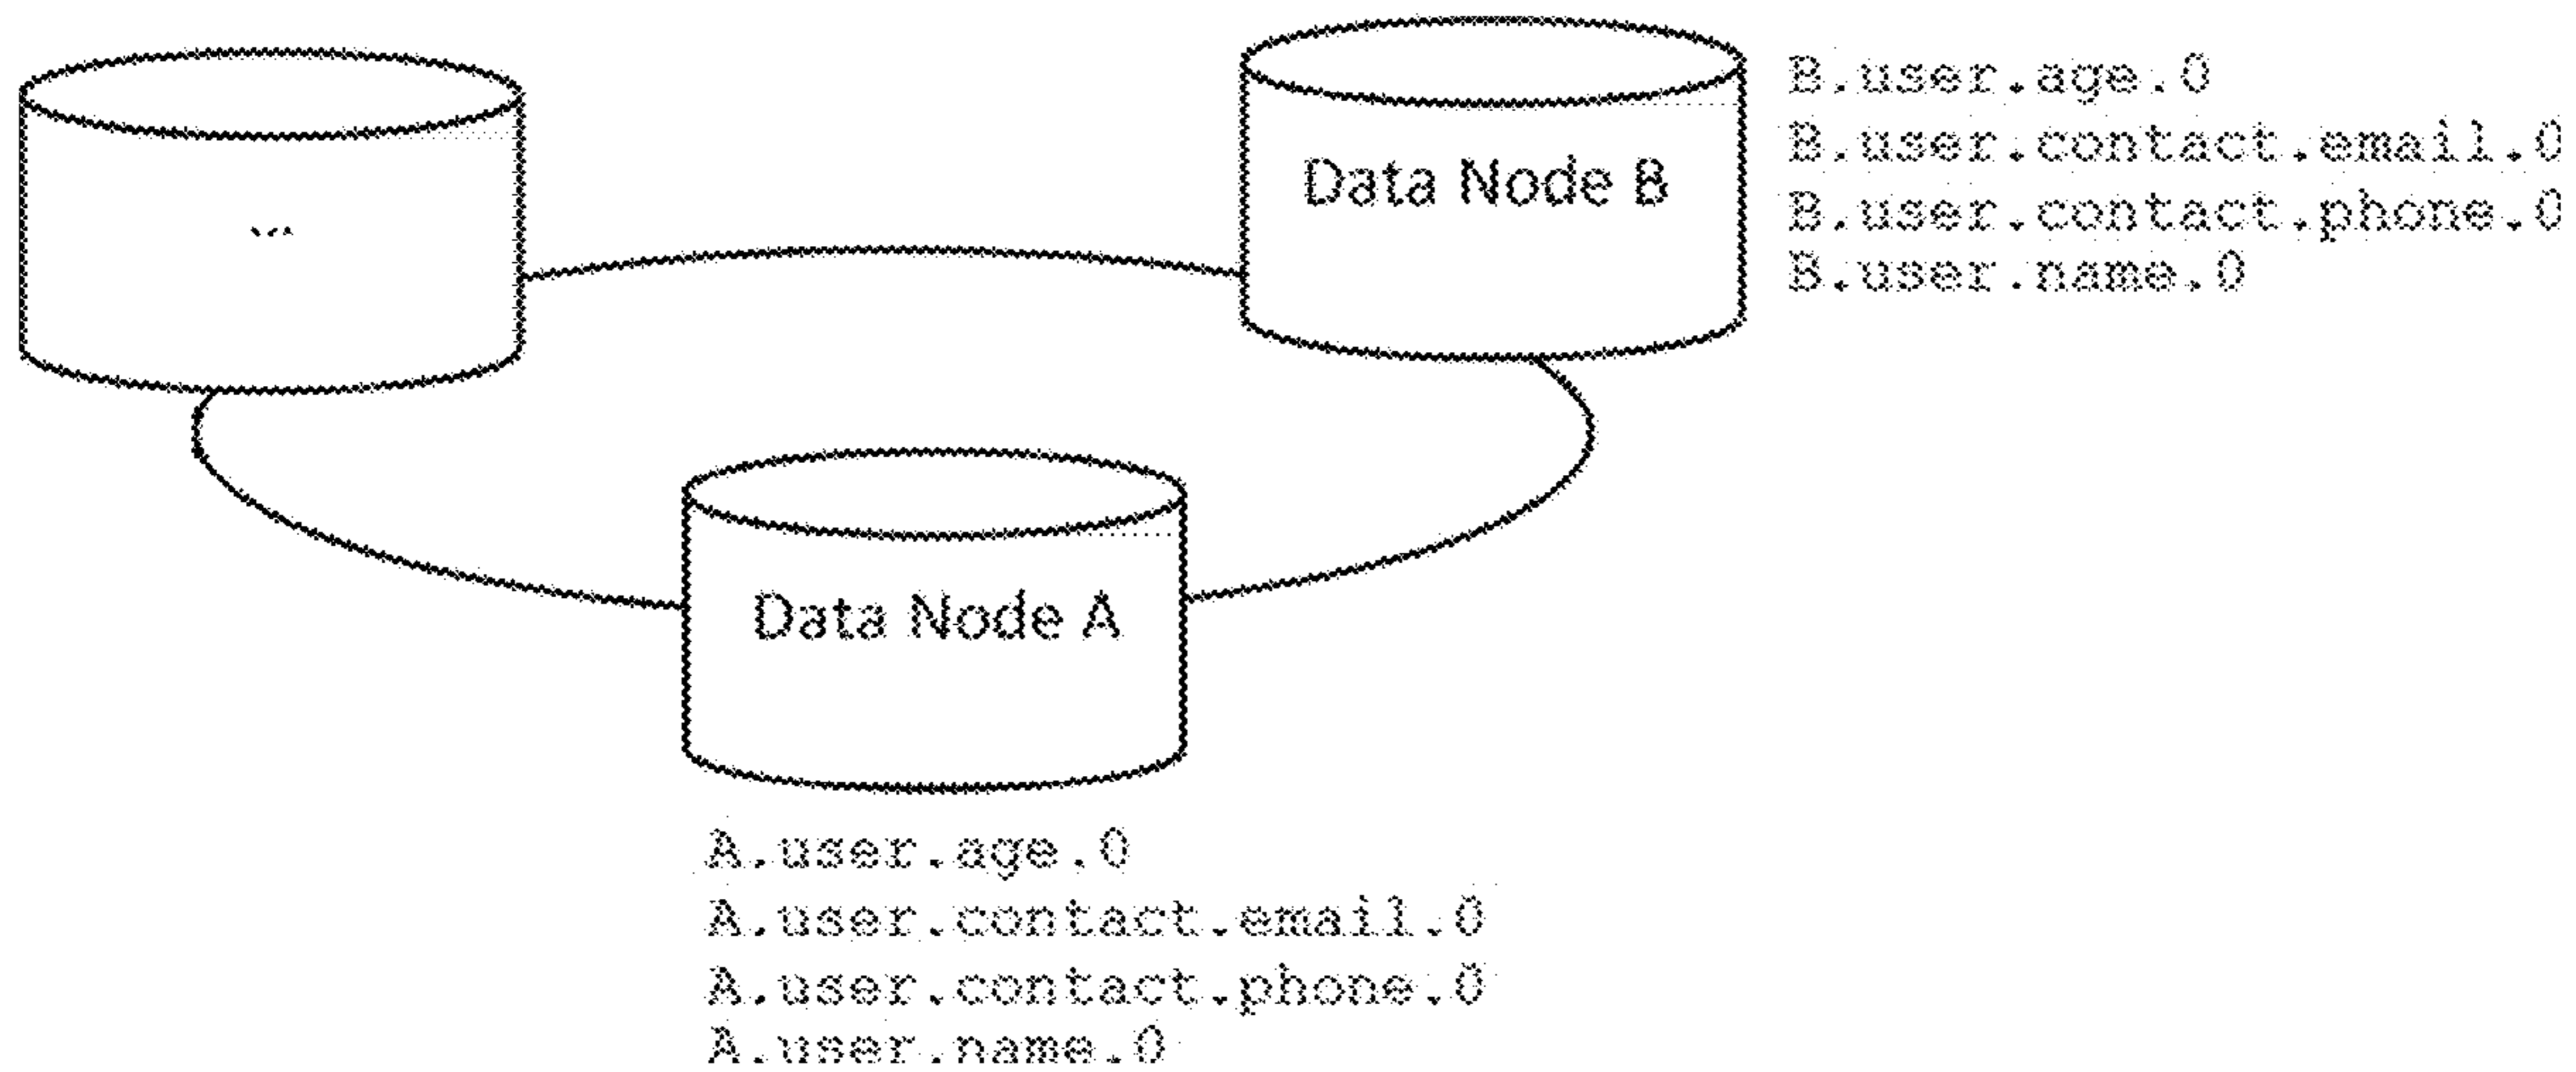 ...
Data Node B
B.user.age.0
B.user.contact.email.0
B.user.contact.phone.0
B.user.name.0
Data Node A
A.user.age.0
A.user.contact.email.0
A.user.contact.phone.0
A.user.name.0